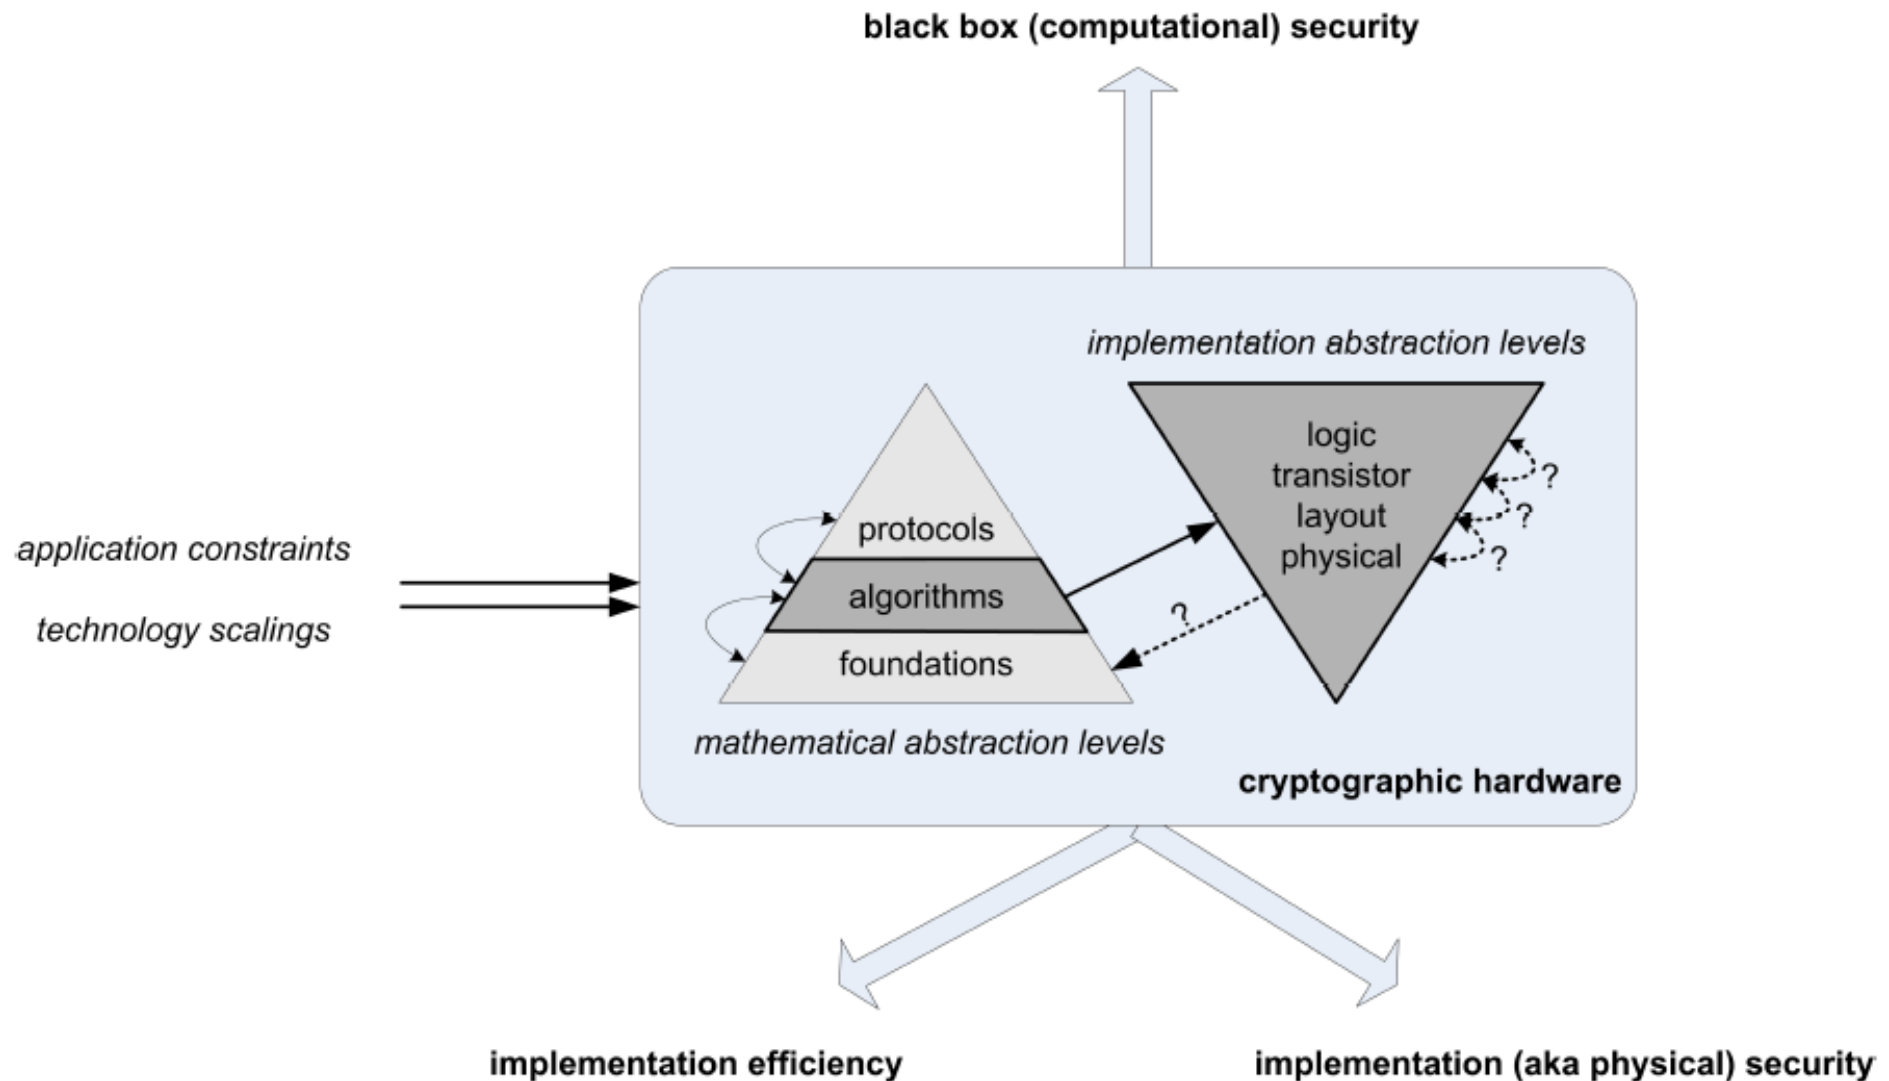 black box (computational) security
implementation abstraction levels
logic
transistor
layout
physical
?
?
?
protocols
algorithms
foundations
?
mathematical abstraction levels
cryptographic hardware
application constraints
technology scalings
implementation efficiency
implementation (aka physical) security